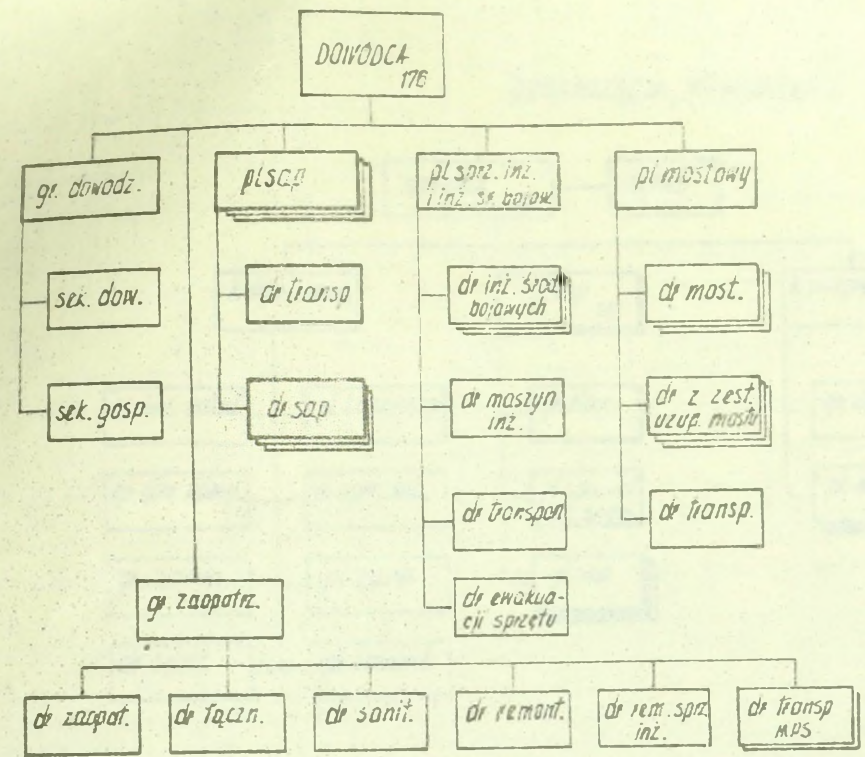 DOWÓDCA
176
gr. dowodz.
pl sap
pl sprz. inż.
i inż. śr. bojow.
pl mostowy
sek. dow.
dr transp
dr inż. środ.
bojowych
dr most.
sek. gosp.
dr sap
dr maszyn
inż.
dr z zest.
uzup. mostu
dr transport
dr transp.
gr. zaopatrz.
dr ewakua-
cji sprzętu
dr zaopat.
dr łączn.
dr sanit.
dr remont.
dr rem. sprz.
inż.
dr transp
MPS